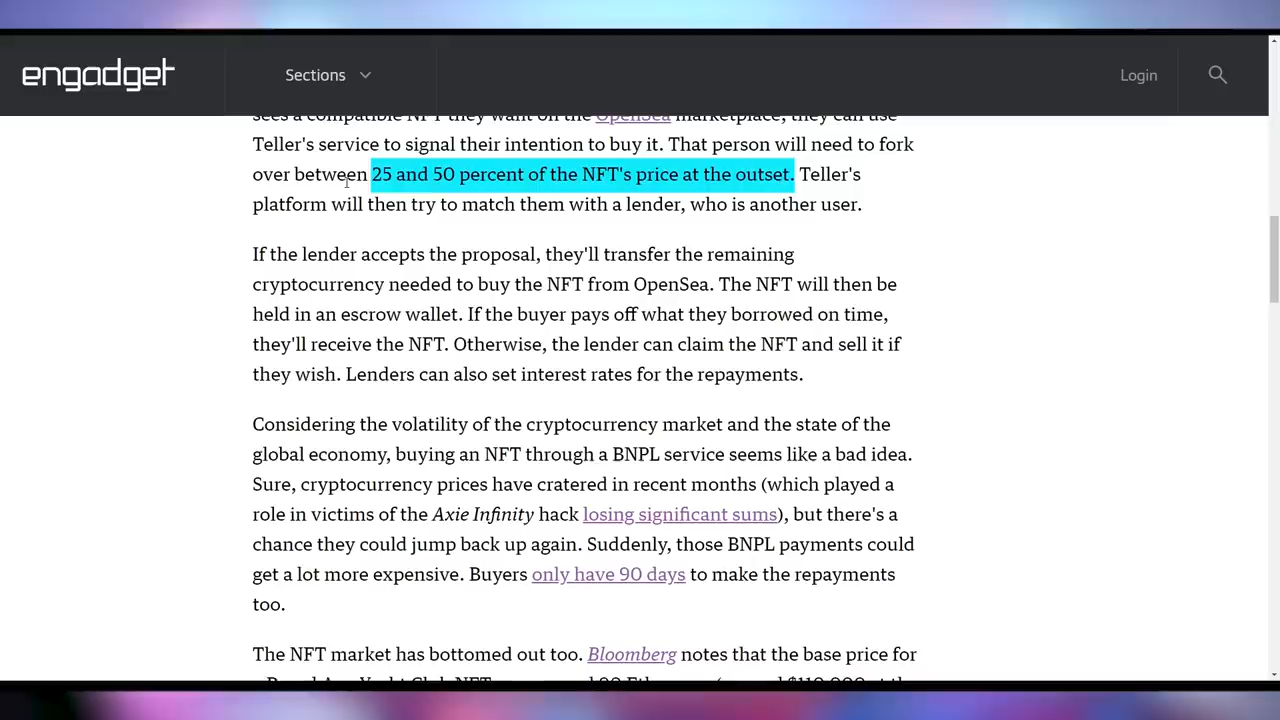 engadget
Sections
Login
sees a compatible NFT they want on the OpenSea marketplace, they can use
Teller's service to signal their intention to buy it. That person will need to fork
over between 25 and 50 percent of the NFT's price at the outset. Teller's
platform will then try to match them with a lender, who is another user.
If the lender accepts the proposal, they'll transfer the remaining
cryptocurrency needed to buy the NFT from OpenSea. The NFT will then be
held in an escrow wallet. If the buyer pays off what they borrowed on time,
they'll receive the NFT. Otherwise, the lender can claim the NFT and sell it if
they wish. Lenders can also set interest rates for the repayments.
Considering the volatility of the cryptocurrency market and the state of the
global economy, buying an NFT through a BNPL service seems like a bad idea.
Sure, cryptocurrency prices have cratered in recent months (which played a
role in victims of the Axie Infinity hack losing significant sums), but there's a
chance they could jump back up again. Suddenly, those BNPL payments could
get a lot more expensive. Buyers only have 90 days to make the repayments
too.
The NFT market has bottomed out too. Bloomberg notes that the base price for